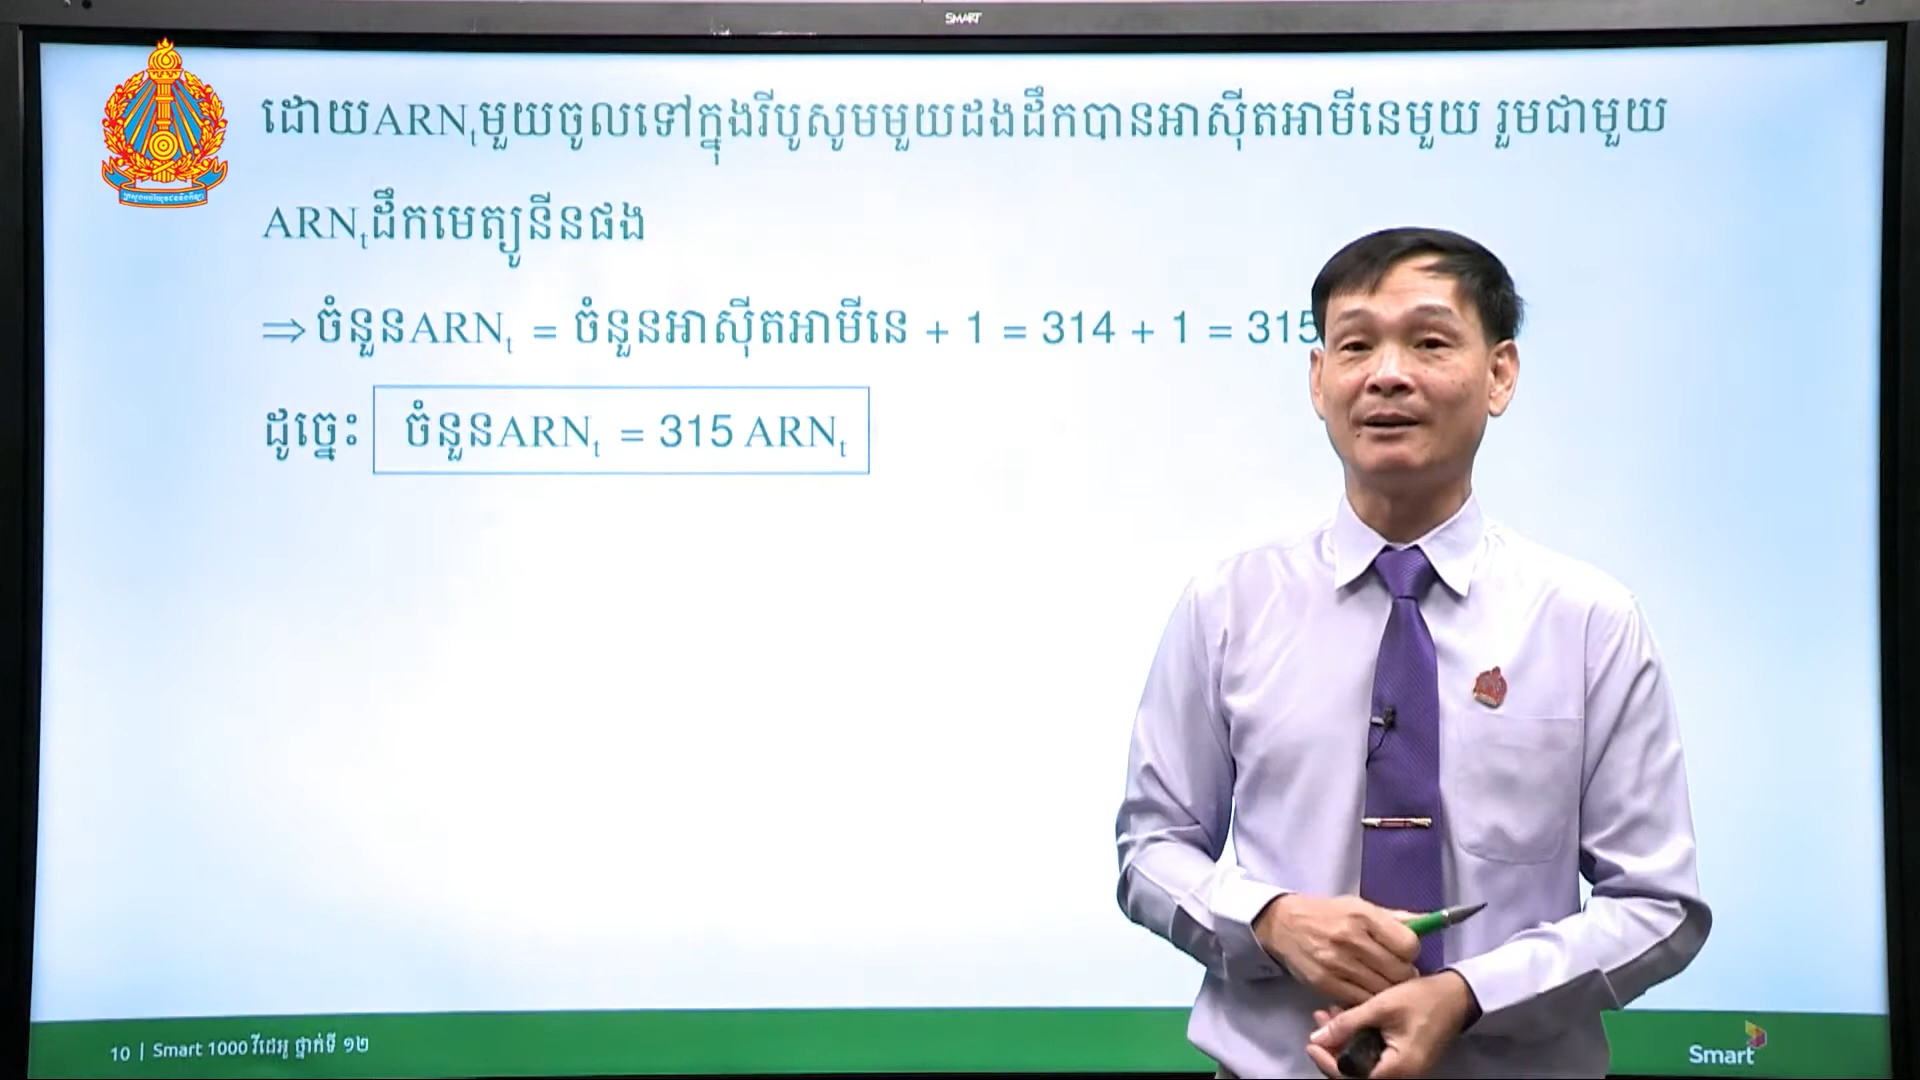 SMART
ដោយARNtមួយចូលទៅក្នុងរីបូសូមមួយដងដឹកបានអាស៊ីតអាមីនេមួយ រួមជាមួយ
ARNtដឹកមេត្យូនីនផង
⇒ ចំនួនARNt = ចំនួនអាស៊ីតអាមីនេ + 1 = 314 + 1 = 315
ដូច្នេះ ចំនួនARNt = 315 ARNt
10 | Smart 1000 វីដេអូ ថ្នាក់ទី ១២
Smart